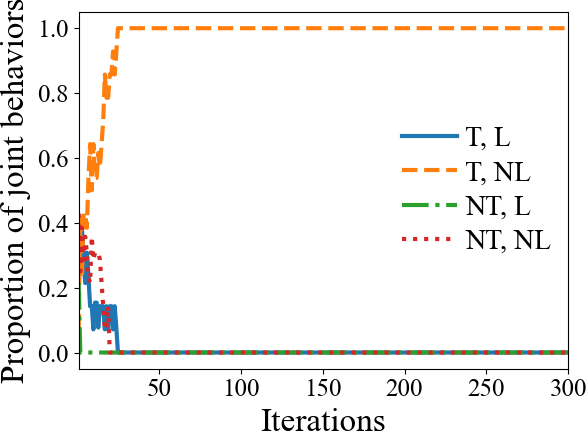 Proportion of joint behaviors
1.0
0.8
0.6
0.4
0.2
0.0
T, L
T, NL
NT, L
NT, NL
50 100 150 200 250 300
Iterations